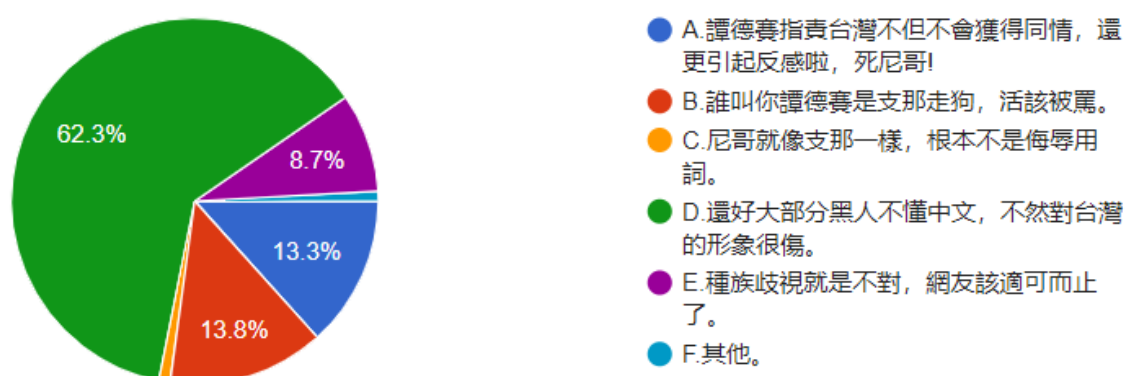 62.3%
8.7%
13.3%
13.8%
A.譚德賽指責台灣不但不會獲得同情，還
更引起反感啦，死尼哥!
B.誰叫你譚德賽是支那走狗，活該被罵。
C.尼哥就像支那一樣，根本不是侮辱用
詞。
D.還好大部分黑人不懂中文，不然對台灣
的形象很傷。
E.種族歧視就是不對，網友該適可而止
了。
F.其他。